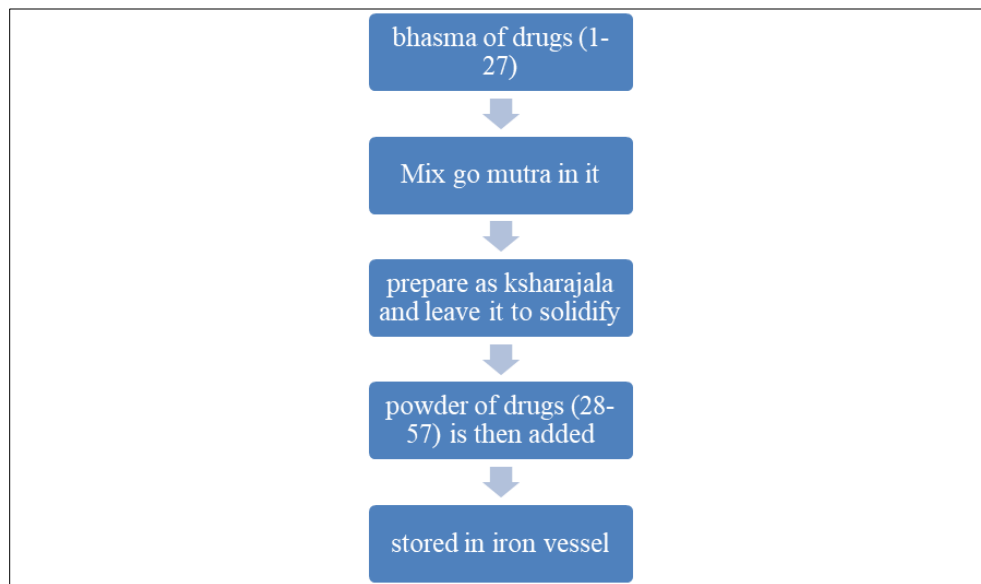 bhasma of drugs (1-
27)
Mix go mutra in it
prepare as ksharajala
and leave it to solidify
powder of drugs (28-
57) is then added
stored in iron vessel